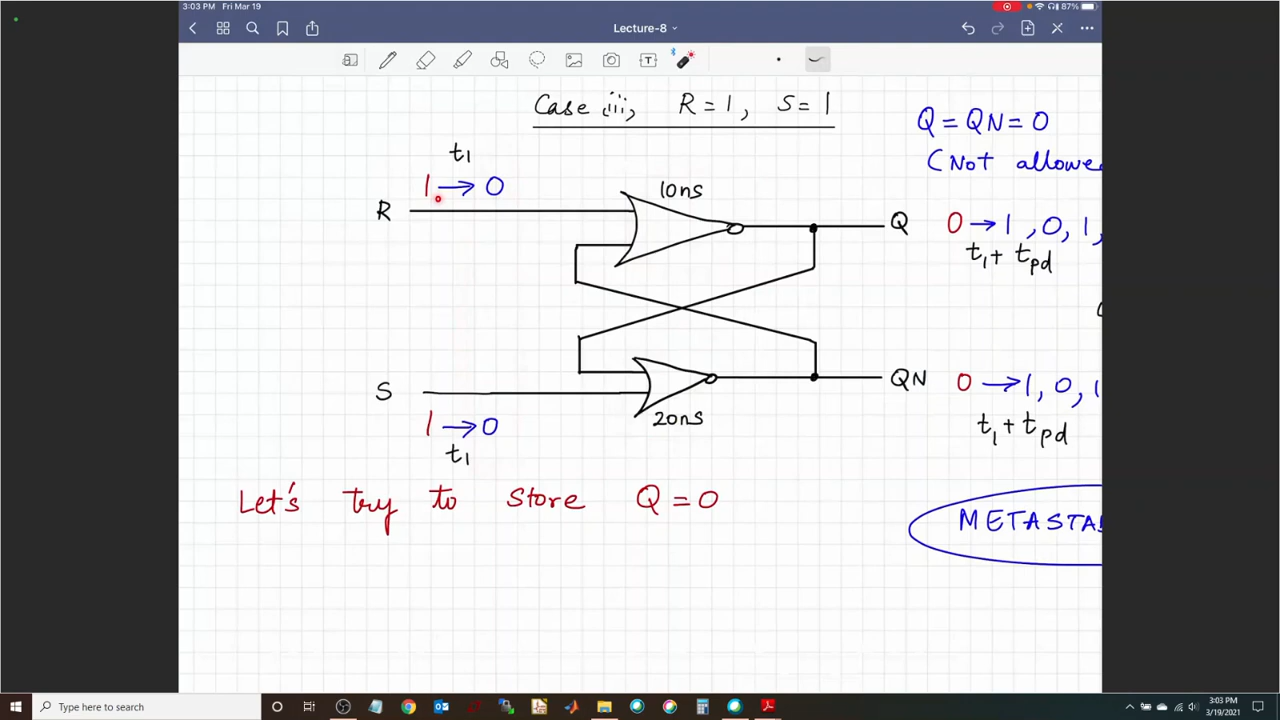 3:03 PM Fri Mar 19
87%
Lecture-8
Case iii, R = 1, S = 1
Q = QN = 0
(Not allowe
t1
1 → 0
10ns
R
Q
0 → 1, 0, 1,
t1 + tpd
S
QN
0 → 1, 0, 1
1 → 0
20ns
t1 + tpd
t1
Let's try to store Q = 0
METASTA
Type here to search
3:03 PM
3/19/2021